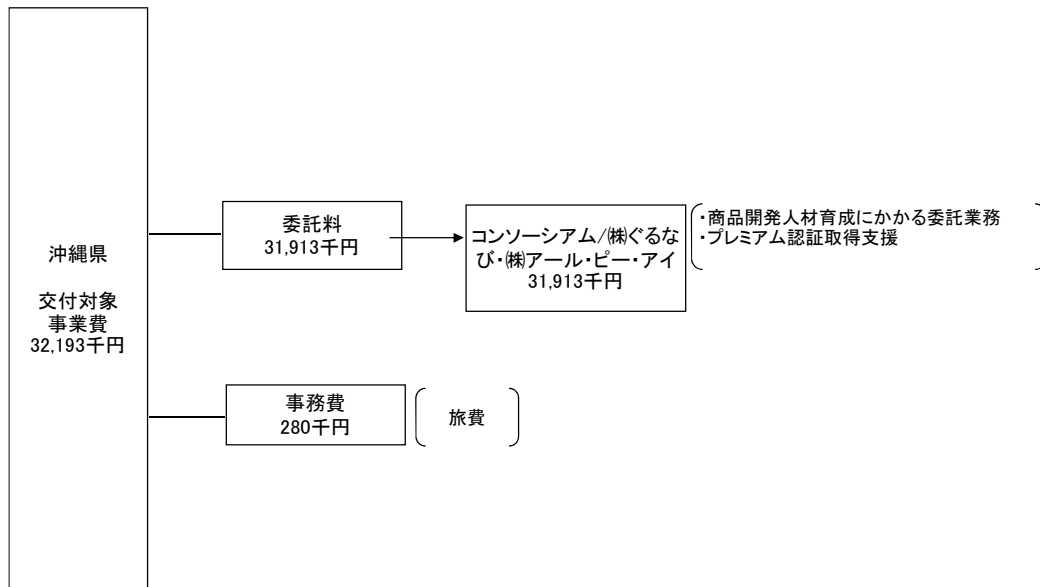 沖縄県
交付対象
事業費
32,193千円
委託料
31,913千円
コンソーシアム/㈱ぐるな
び・㈱アール・ピー・アイ
31,913千円
・商品開発人材育成にかかる委託業務
・プレミアム認証取得支援
事務費
280千円
旅費